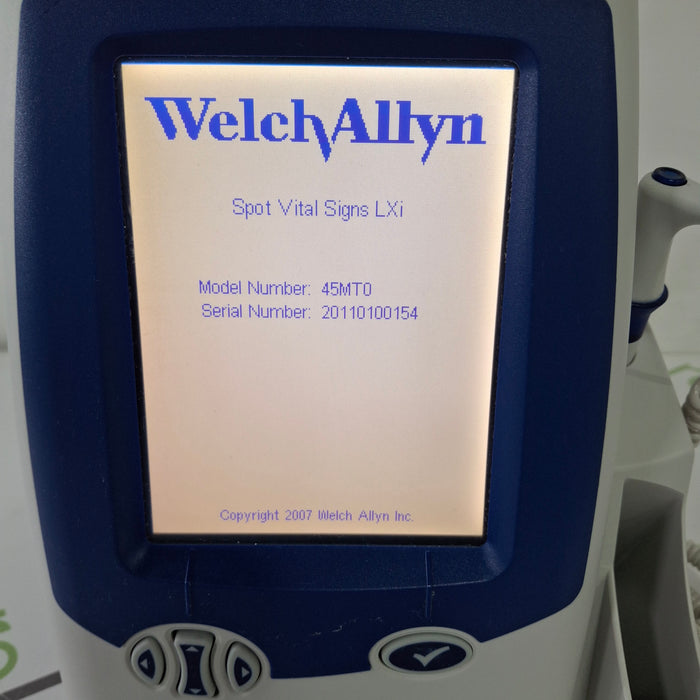 WelchAllyn
Spot Vital Signs LXi
Model Number: 45MT0
Serial Number: 20110100154
Copyright 2007 Welch Allyn Inc.